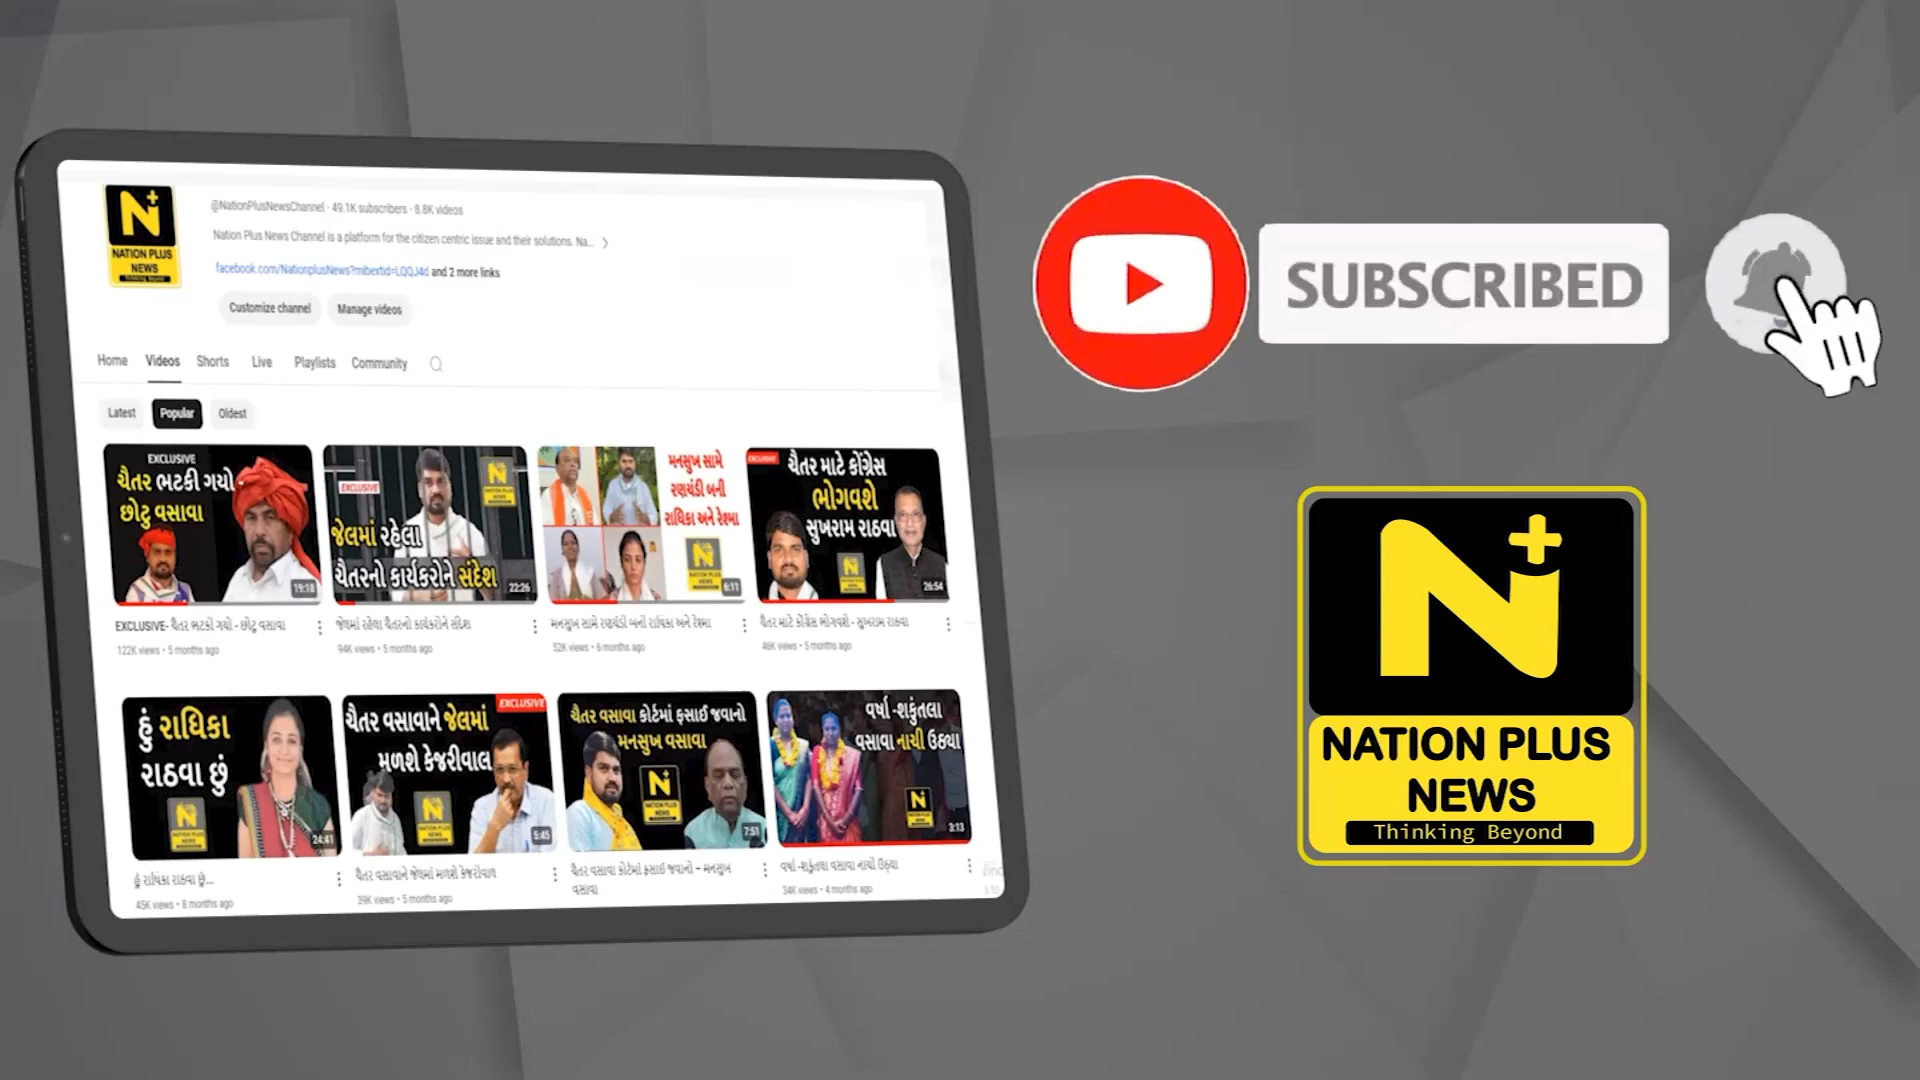 NATION PLUS
NEWS
@NationPlusNewsChannel · 49.1K subscribers · 8.8K videos
Nation Plus News Channel is a platform for the citizen centric issue and their solutions. Na...
facebook.com/NationplusNews?mibextid=LQQJ4d and 2 more links
Customize channel Manage videos
Home Videos Shorts Live Playlists Community
Latest Popular Oldest
EXCLUSIVE
ચૈતર ભટકી ગયો
છોટુ વસાવા
19:18
EXCLUSIVE
જેલમાં રહેલા
ચૈતરનો કાર્યકરોને સંદેશ
22:26
મનસુખ સામે
રણચંડી બની
રાધિકા અને રેશ્મા
6:11
EXCLUSIVE
ચૈતર માટે કોંગ્રેસ
ભોગવશે
સુખરામ રાઠવા
26:54
EXCLUSIVE- ચૈતર ભટકી ગયો - છોટુ વસાવા
122K views • 5 months ago
જેલમાં રહેલા ચૈતરનો કાર્યકરોને સંદેશ
94K views • 5 months ago
મનસુખ સામે રણચંડી બની રાધિકા અને રેશ્મા
52K views • 6 months ago
ચૈતર માટે કોંગ્રેસ ભોગવશે - સુખરામ રાઠવા
46K views • 5 months ago
હું રાધિકા
રાઠવા છું
24:41
EXCLUSIVE
ચૈતર વસાવાને જેલમાં
મળશે કેજરીવાલ
5:45
ચૈતર વસાવા કોર્ટમાં ફસાઈ જવાનો
મનસુખ વસાવા
7:51
વર્ષા -શકુંતલા
વસાવા નાચી ઉઠ્યા
3:13
હું રાધિકા રાઠવા છું...
45K views • 8 months ago
ચૈતર વસાવાને જેલમાં મળશે કેજરીવાલ
39K views • 5 months ago
ચૈતર વસાવા કોર્ટમાં ફસાઈ જવાનો – મનસુખ
વસાવા
વર્ષા -શકુંતલા વસાવા નાચી ઉઠ્યા
34K views • 4 months ago
SUBSCRIBED
N+
NATION PLUS
NEWS
Thinking Beyond